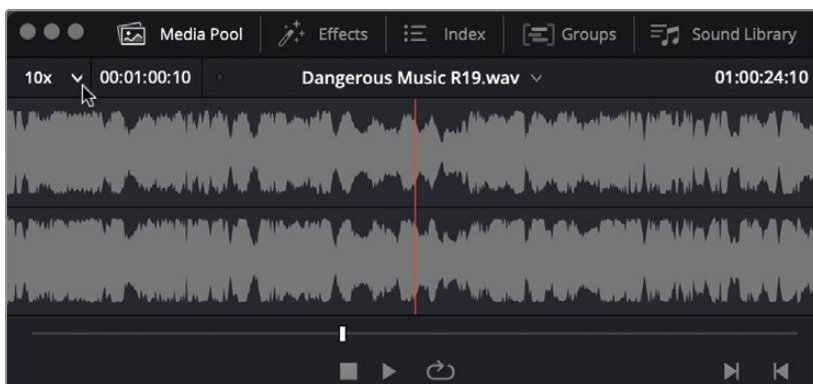 Media Pool Effects Index Groups Sound Library
10x 00:01:00:10 Dangerous Music R19.wav 01:00:24:10